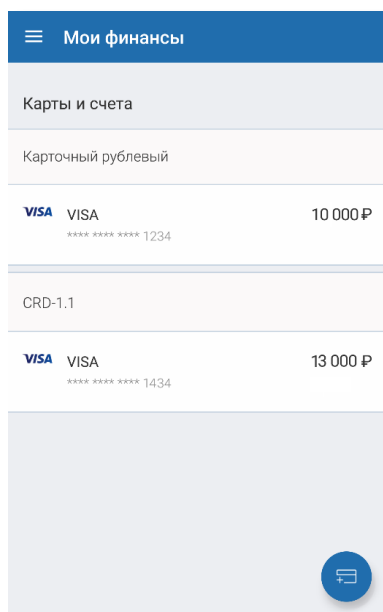 Мои финансы
Карты и счета
Карточный рублевый
VISA VISA 10 000 ₽
**** **** **** 1234
CRD-1.1
VISA VISA 13 000 ₽
**** **** **** 1434